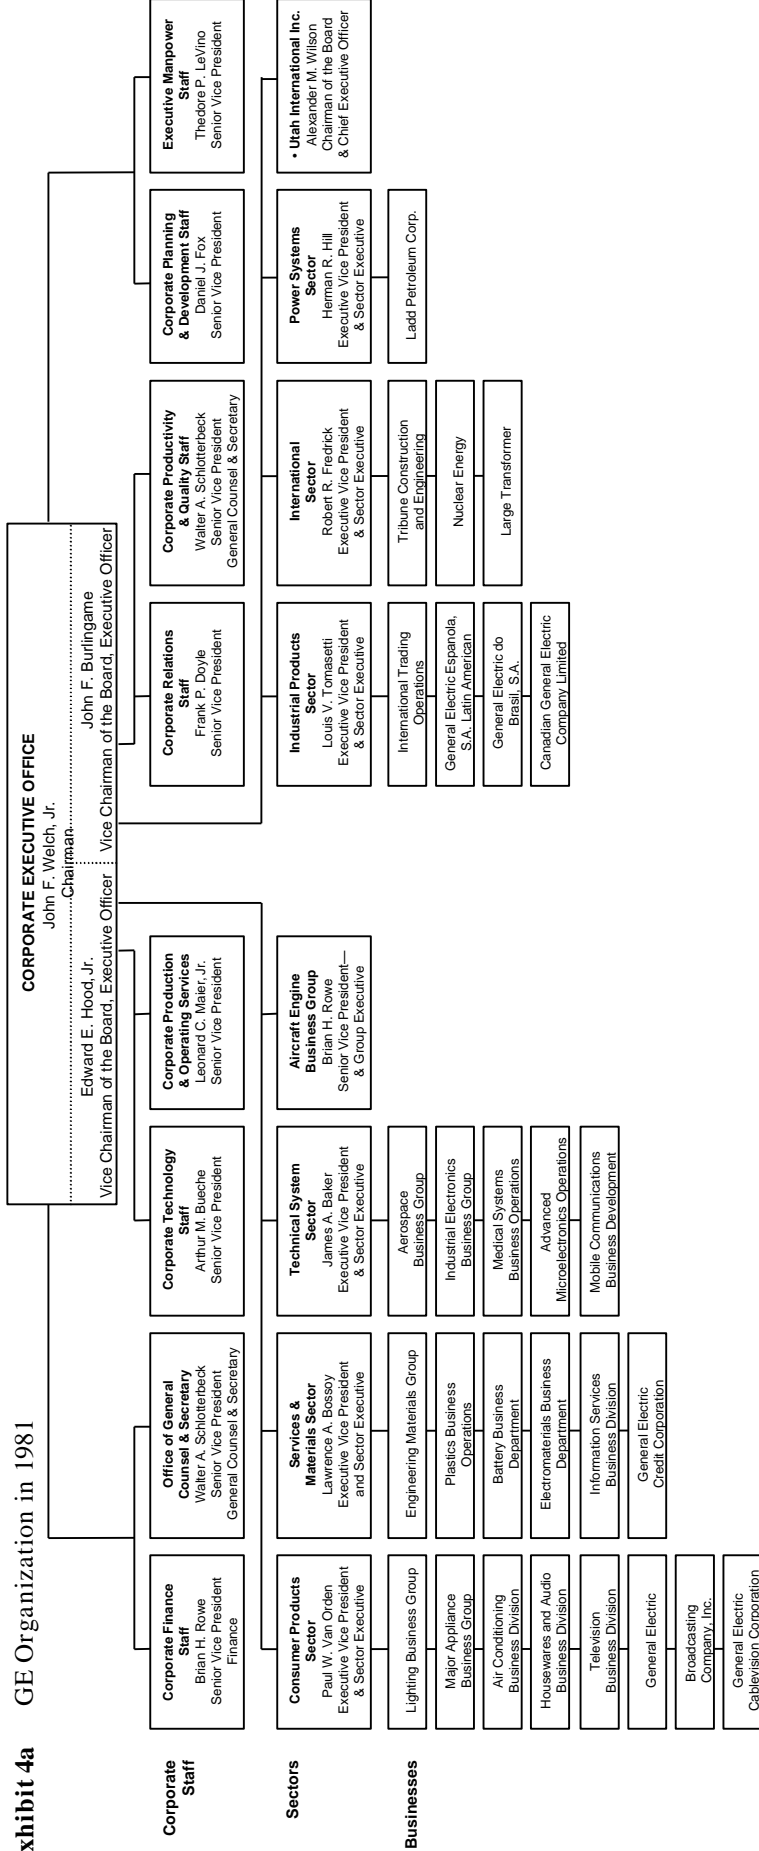 xhibit 4a GE Organization in 1981
CORPORATE EXECUTIVE OFFICE
John F. Welch, Jr.
Chairman
Edward E. Hood, Jr.
Vice Chairman of the Board, Executive Officer
John F. Burlingame
Vice Chairman of the Board, Executive Officer
Corporate
Staff
Corporate Finance
Staff
Brian H. Rowe
Senior Vice President
Finance
Office of General
Counsel & Secretary
Walter A. Schlotterbeck
Senior Vice President
General Counsel & Secretary
Corporate Technology
Staff
Arthur M. Bueche
Senior Vice President
Corporate Production
& Operating Services
Leonard C. Maier, Jr.
Senior Vice President
Corporate Relations
Staff
Frank P. Doyle
Senior Vice President
Corporate Productivity
& Quality Staff
Walter A. Schlotterbeck
Senior Vice President
General Counsel & Secretary
Corporate Planning
& Development Staff
Daniel J. Fox
Senior Vice President
Executive Manpower
Staff
Thedore P. LeVino
Senior Vice President
Sectors
Consumer Products
Sector
Paul W. Van Orden
Executive Vice President
& Sector Executive
Services &
Materials Sector
Lawrence A. Bossoy
Executive Vice President
and Sector Executive
Technical System
Sector
James A. Baker
Executive Vice President
& Sector Executive
Aircraft Engine
Business Group
Brian H. Rowe
Senior Vice President—
& Group Executive
Industrial Products
Sector
Louis V. Tomasetti
Executive Vice President
& Sector Executive
International
Sector
Robert R. Fredrick
Executive Vice President
& Sector Executive
Power Systems
Sector
Herman R. Hill
Executive Vice President
& Sector Executive
• Utah International Inc.
Alexander M. Wilson
Chairman of the Board
& Chief Executive Officer
Businesses
Lighting Business Group
Major Appliance
Business Group
Air Conditioning
Business Division
Housewares and Audio
Business Division
Television
Business Division
General Electric
Broadcasting
Company, Inc.
General Electric
Cablevision Corporation
Engineering Materials Group
Plastics Business
Operations
Battery Business
Department
Electromaterials Business
Department
Information Services
Business Division
General Electric
Credit Corporation
Aerospace
Business Group
Industrial Electronics
Business Group
Medical Systems
Business Operations
Advanced
Microelectronics Operations
Mobile Communications
Business Development
International Trading
Operations
General Electric Espanola,
S.A. Latin American
General Electric do
Brasil, S.A.
Canadian General Electric
Company Limited
Tribune Construction
and Engineering
Nuclear Energy
Large Transformer
Ladd Petroleum Corp.